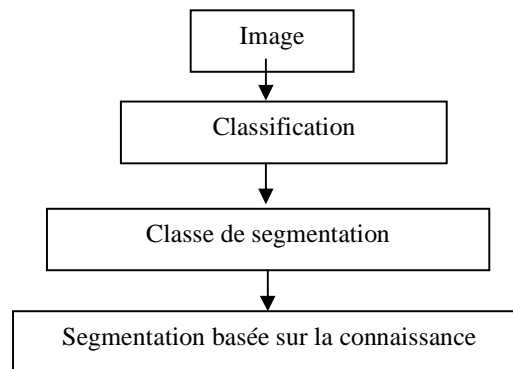 Image
Classification
Classe de segmentation
Segmentation basée sur la connaissance